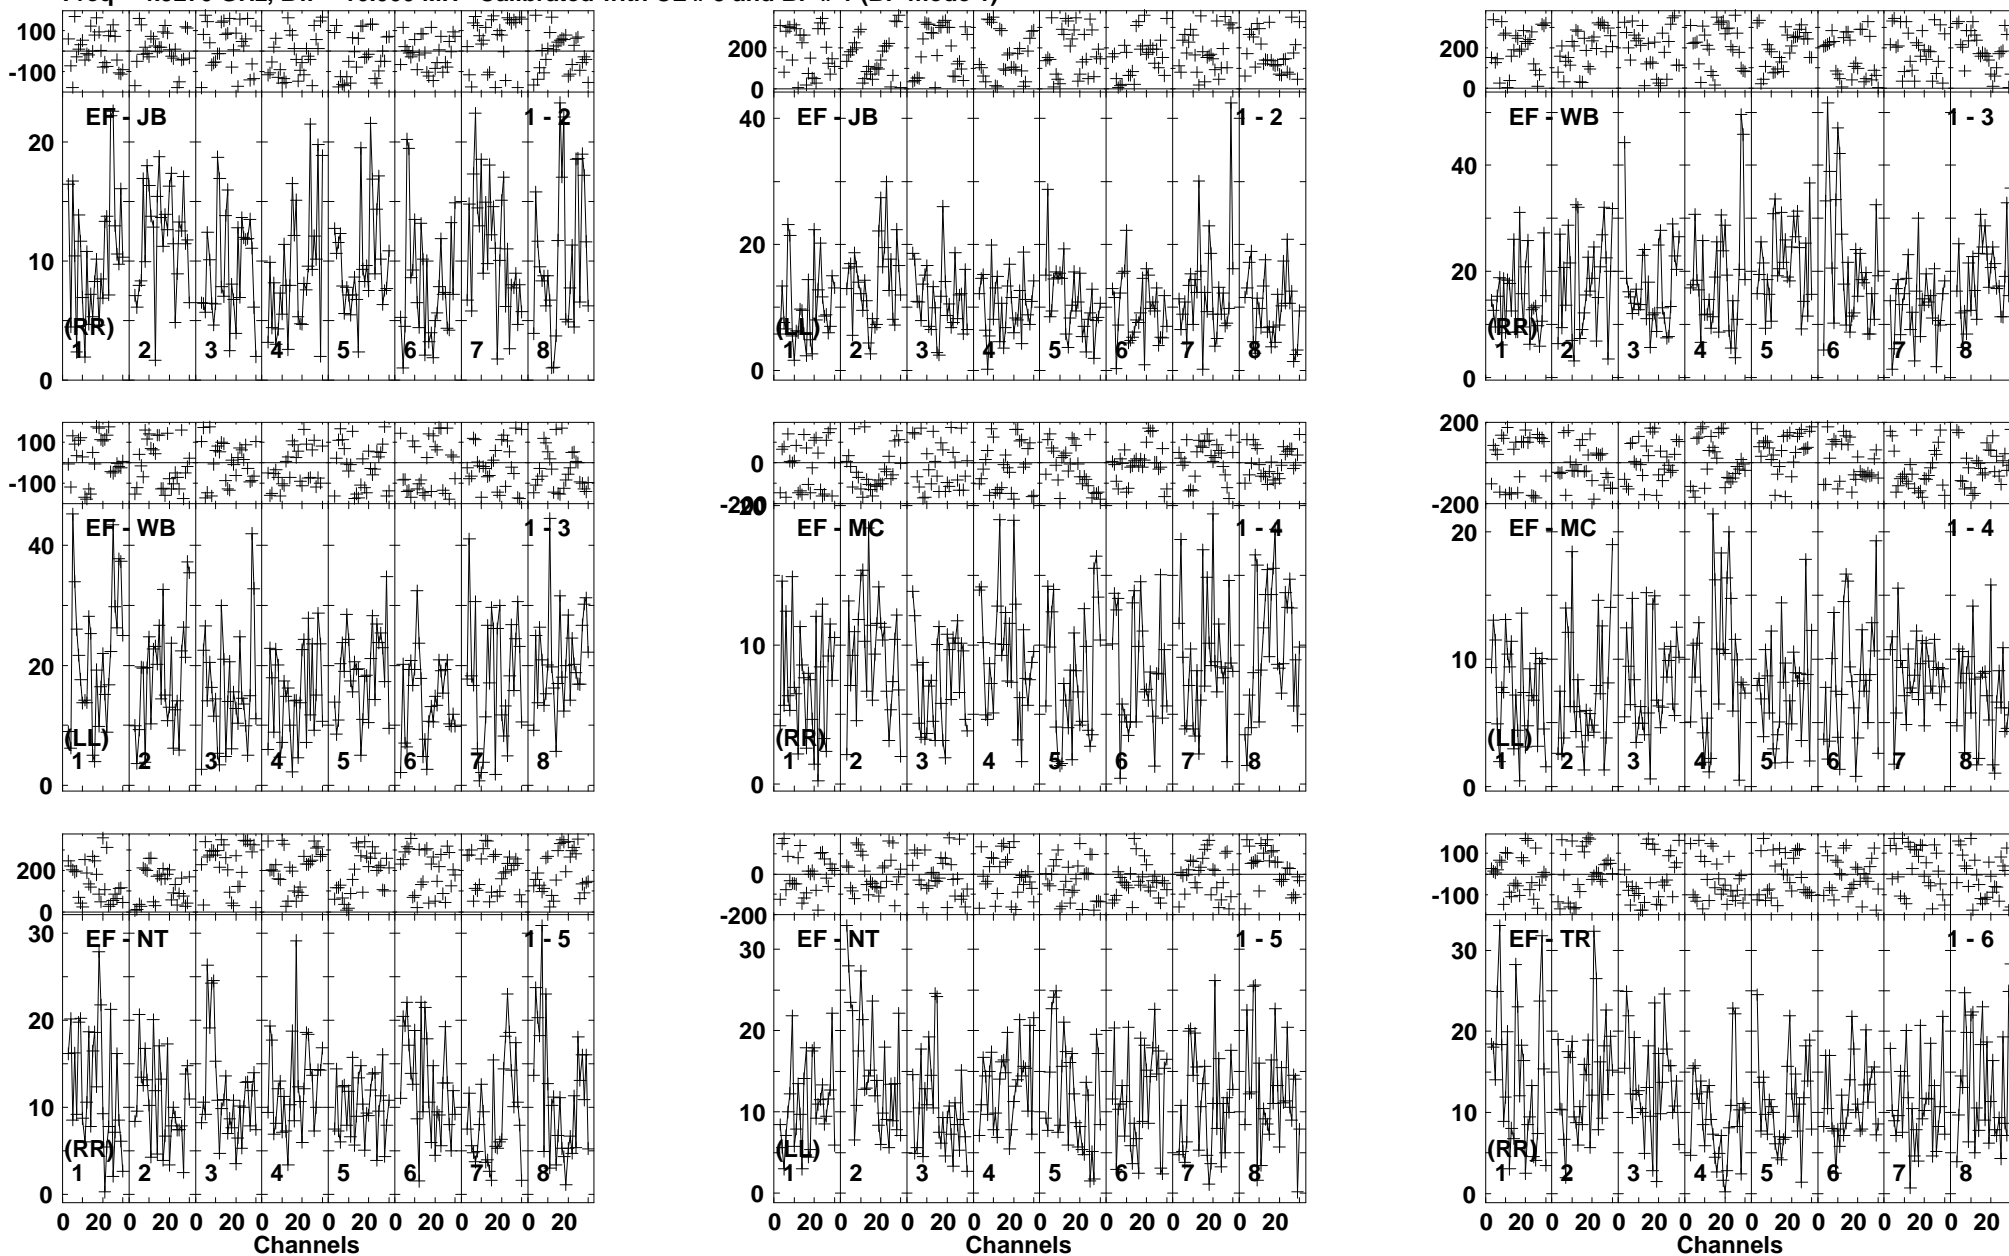 100 -100 200 0 200 0
EF - JB 1 - 2 EF - JB 1 - 2 EF - WB 1 - 3
20 10 0 40 20 0 40 20 0
(RR) (LL) (RR)
1 2 3 4 5 6 7 8 1 2 3 4 5 6 7 8 1 2 3 4 5 6 7 8
100 -100 200 0 -200 200 -200
EF - WB 1 - 3 EF - MC 1 - 4 EF - MC 1 - 4
40 20 0 20 10 0 20 10 0
(LL) (RR) (LL)
1 2 3 4 5 6 7 8 1 2 3 4 5 6 7 8 1 2 3 4 5 6 7 8
200 0 0 -200 100 -100
EF - NT 1 - 5 EF - NT 1 - 5 EF - TR 1 - 6
30 20 10 0 30 20 10 0 30 20 10 0
(RR) (LL) (RR)
1 2 3 4 5 6 7 8 1 2 3 4 5 6 7 8 1 2 3 4 5 6 7 8
0 20 0 20 0 20 0 20 0 20 0 20 0 20 0 20 0 20 0 20 0 20 0 20 0 20 0 20 0 20 0 20 0 20 0 20 0 20 0 20 0 20 0 20 0 20 0 20
Channels Channels